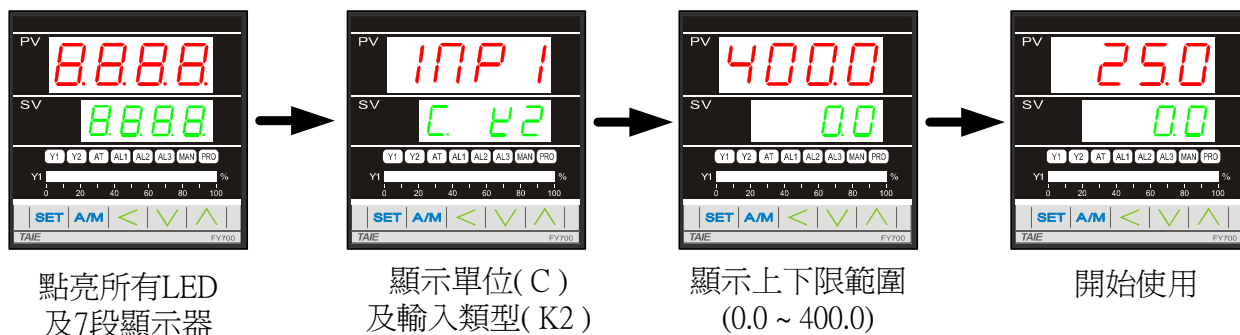 PV
8.8.8.8.
SV
8.8.8.8.
Y1 Y2 AT AL1 AL2 AL3 MAN PRO
Y1 %
0 20 40 60 80 100
SET A/M < ∨ ∧
TAIE FY700
點亮所有LED
及7段顯示器
PV
INP1
SV
C. K2
Y1 Y2 AT AL1 AL2 AL3 MAN PRO
Y1 %
0 20 40 60 80 100
SET A/M < ∨ ∧
TAIE FY700
顯示單位( C )
及輸入類型( K2 )
PV
400.0
SV
0.0
Y1 Y2 AT AL1 AL2 AL3 MAN PRO
Y1 %
0 20 40 60 80 100
SET A/M < ∨ ∧
TAIE FY700
顯示上下限範圍
(0.0 ~ 400.0)
PV
25.0
SV
0.0
Y1 Y2 AT AL1 AL2 AL3 MAN PRO
Y1 %
0 20 40 60 80 100
SET A/M < ∨ ∧
TAIE FY700
開始使用